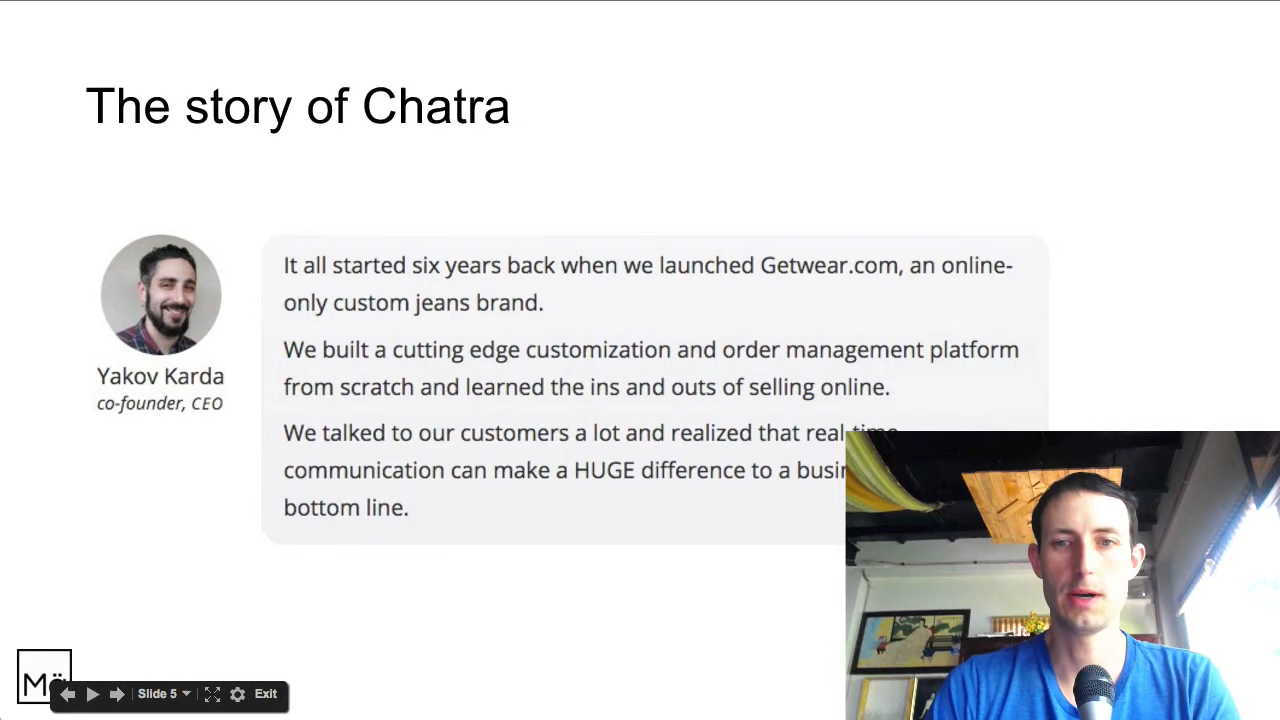 The story of Chatra
It all started six years back when we launched Getwear.com, an online-
only custom jeans brand.
We built a cutting edge customization and order management platform
from scratch and learned the ins and outs of selling online.
We talked to our customers a lot and realized that real-time
communication can make a HUGE difference to a
bottom line.
Yakov Karda
co-founder, CEO
Mö
Slide 5
Exit